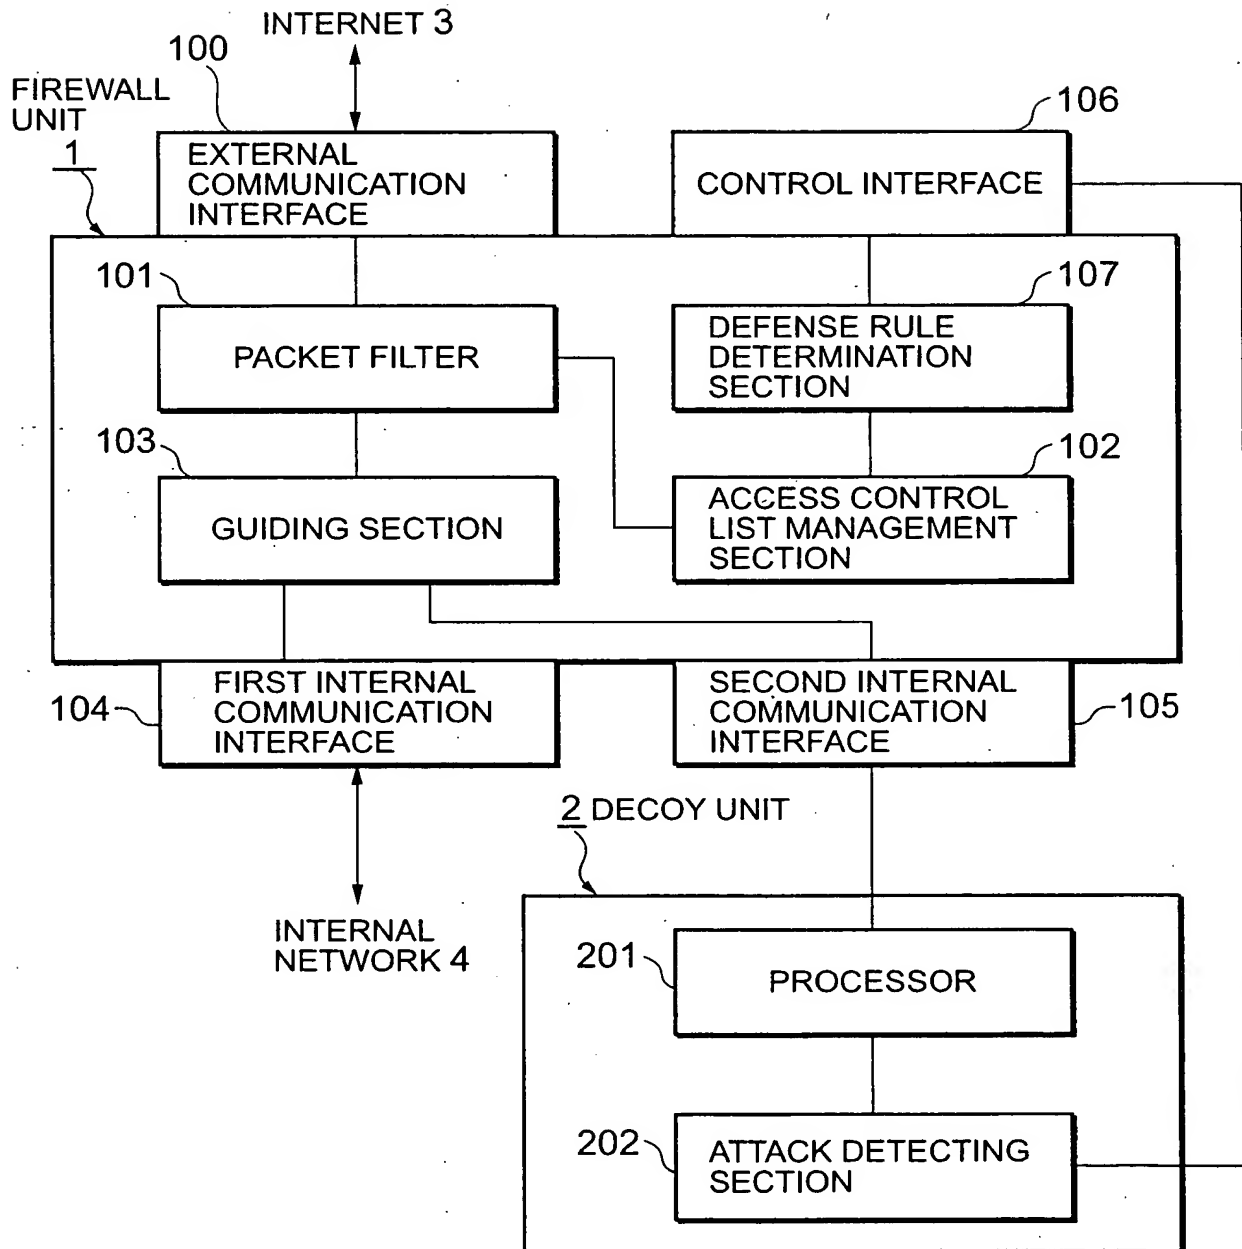 INTERNET 3
100
FIREWALL
UNIT
1
106
EXTERNAL
COMMUNICATION
INTERFACE
CONTROL INTERFACE
101
107
PACKET FILTER
DEFENSE RULE
DETERMINATION
SECTION
103
102
GUIDING SECTION
ACCESS CONTROL
LIST MANAGEMENT
SECTION
104
FIRST INTERNAL
COMMUNICATION
INTERFACE
SECOND INTERNAL
COMMUNICATION
INTERFACE
105
2 DECOY UNIT
INTERNAL
NETWORK 4
201
PROCESSOR
202
ATTACK DETECTING
SECTION